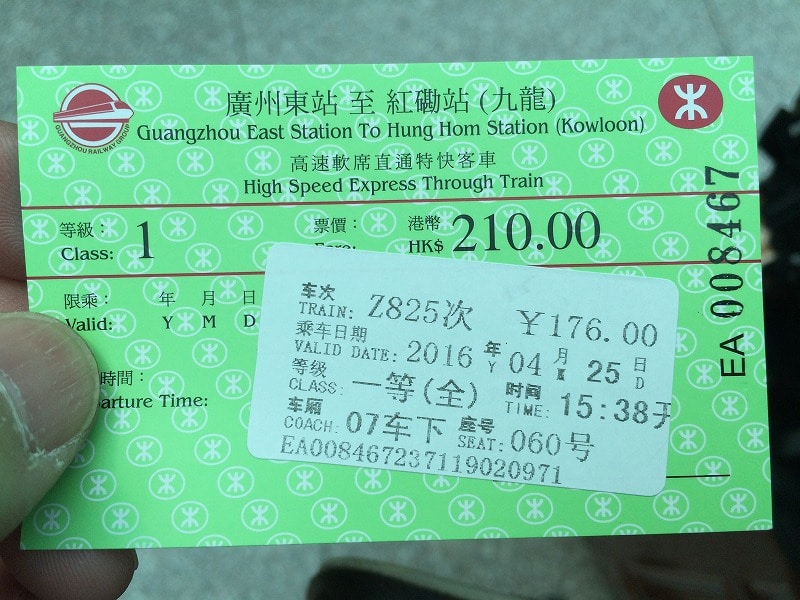 廣州東站 至 紅磡站 (九龍)
Guangzhou East Station To Hung Hom Station (Kowloon)
GUANGZHOU RAILWAY GROUP
高速軟席直通特快客車
High Speed Express Through Train
等級： 票價： 港幣
Class: 1 Fare: HK$ 210.00
EA 008467
限乘： 年 月 日
Valid: Y M D
時間：
arture Time:
车次
TRAIN: Z825次 ¥176.00
乘车日期
VALID DATE: 2016 年 Y 04 月 M 25 日 D
等级
CLASS: 一等(全) 时间 TIME: 15:38开
车厢
COACH: 07车下 座号 SEAT: 060号
EA008467237119020971